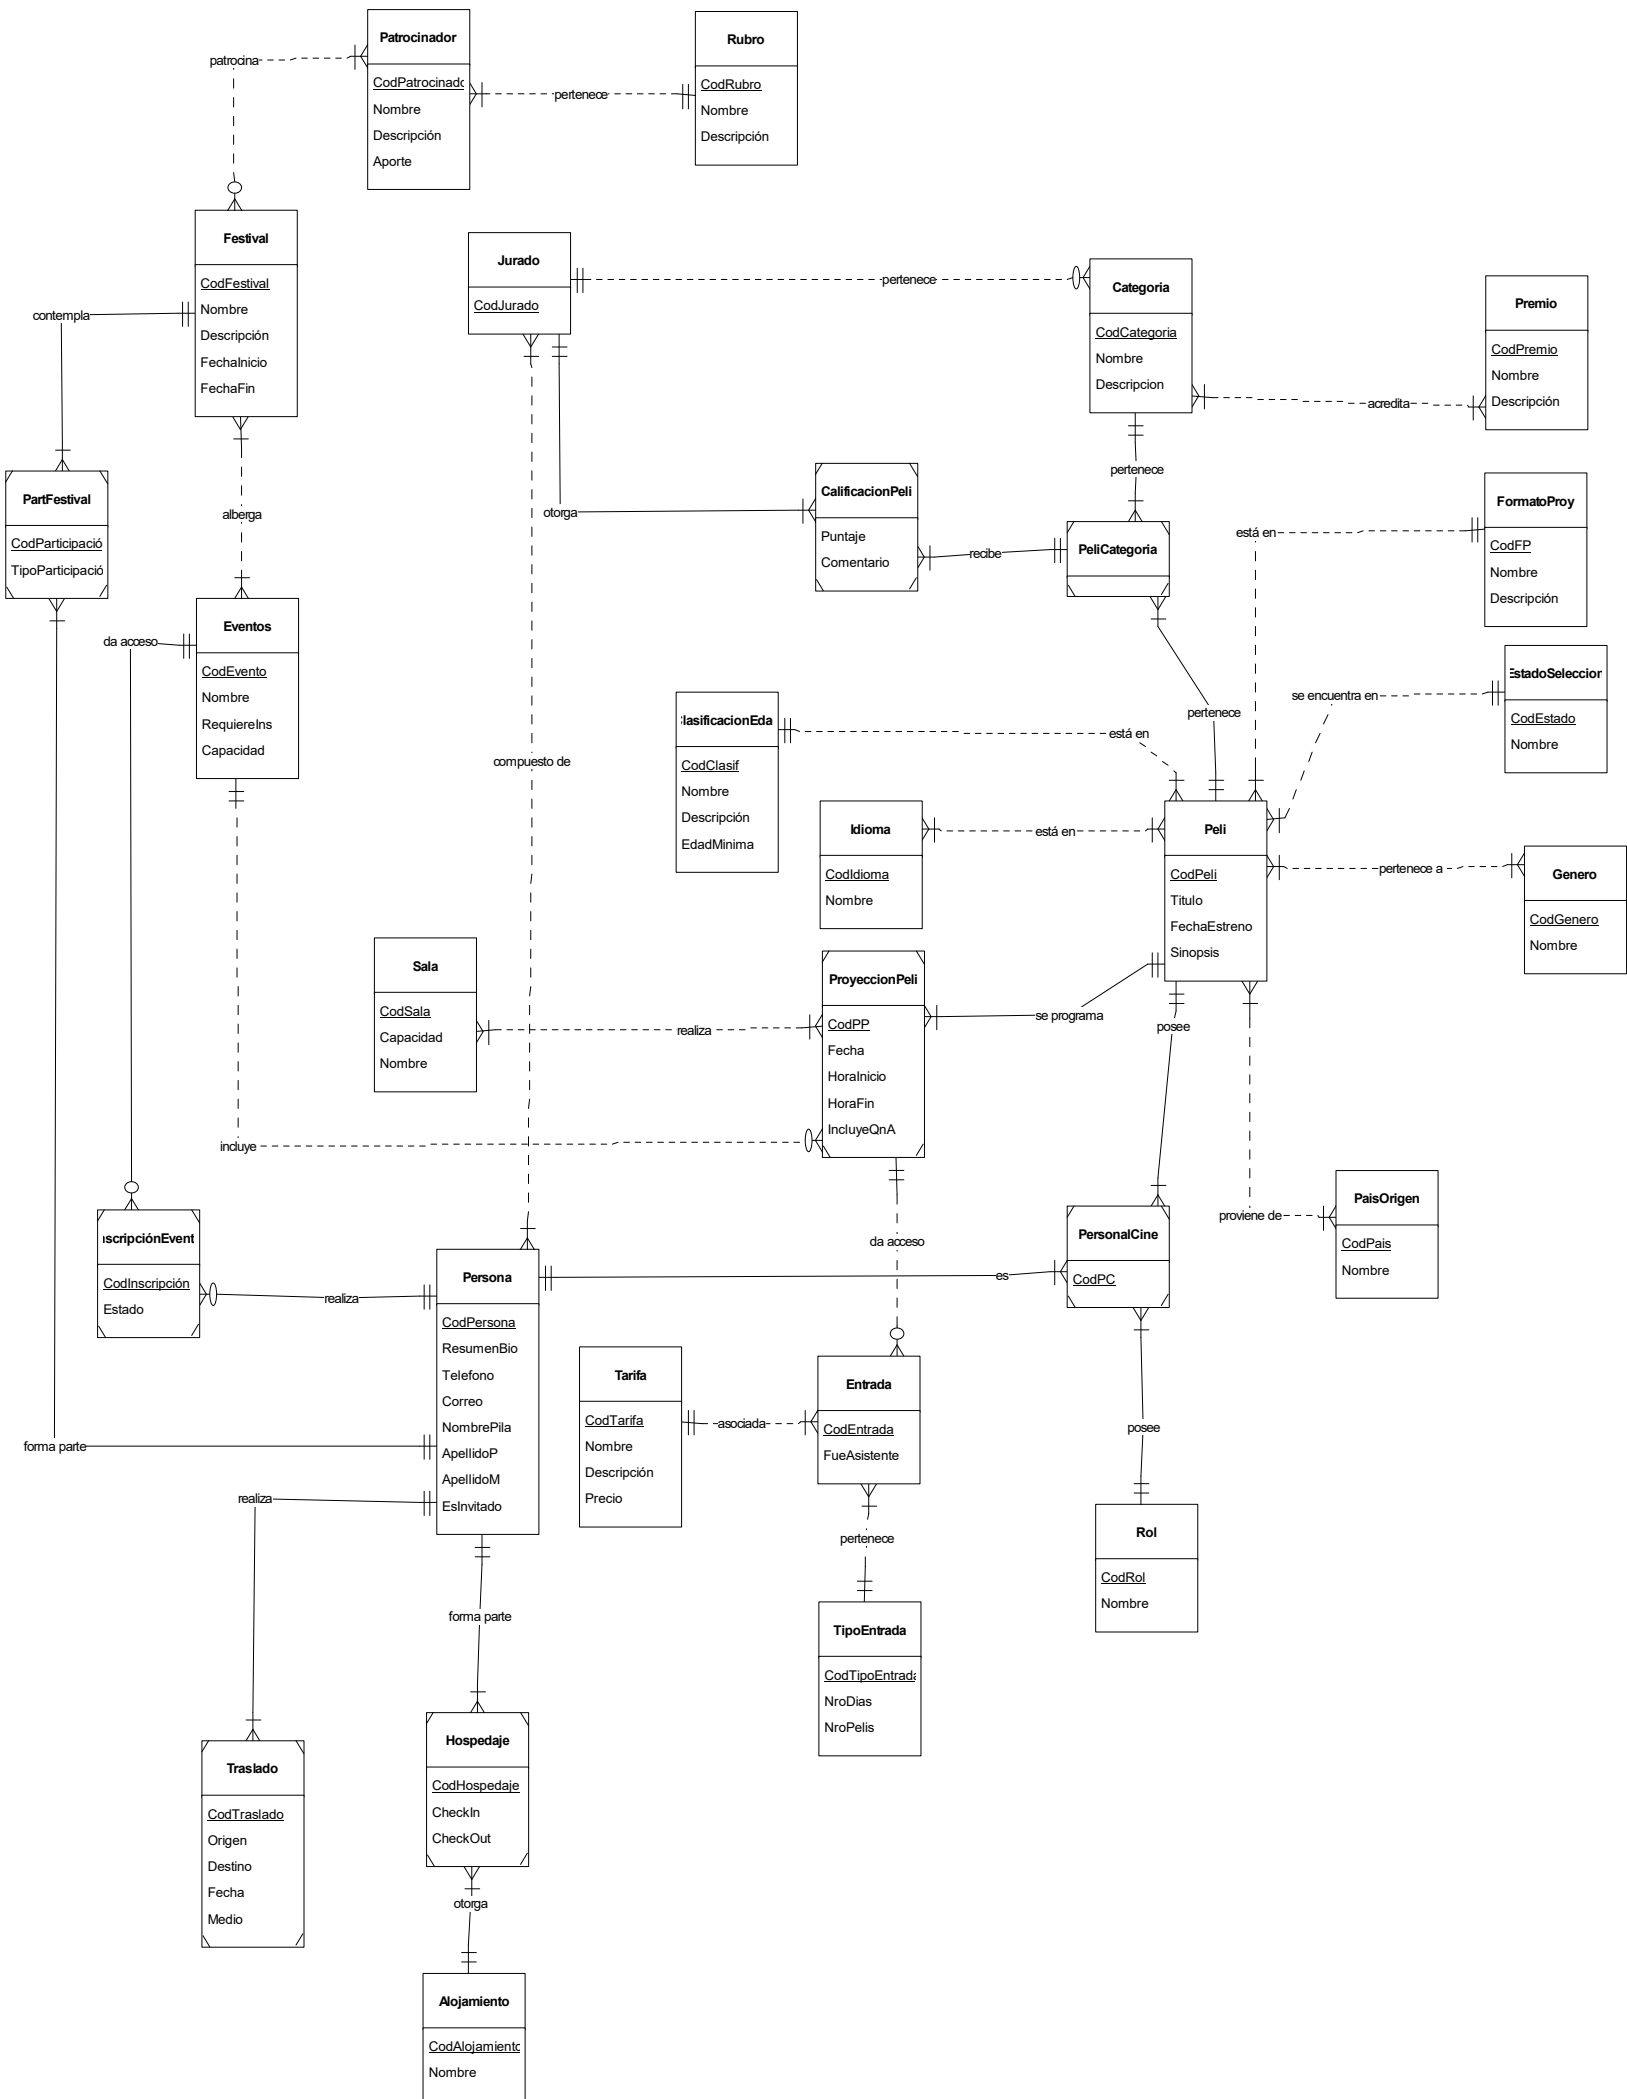 Patrocinador
CodPatrocinado
Nombre
Descripción
Aporte
Rubro
CodRubro
Nombre
Descripción
patrocina
pertenece
Festival
CodFestival
Nombre
Descripción
FechaInicio
FechaFin
contempla
Jurado
CodJurado
pertenece
Categoria
CodCategoria
Nombre
Descripcion
Premio
CodPremio
Nombre
Descripción
acredita
PartFestival
CodParticipació
TipoParticipació
alberga
otorga
CalificacionPeli
Puntaje
Comentario
recibe
pertenece
PeliCategoria
FormatoProy
CodFP
Nombre
Descripción
está en
Eventos
CodEvento
Nombre
RequiereIns
Capacidad
da acceso
EstadoSeleccion
CodEstado
Nombre
se encuentra en
pertenece
lasificacionEda
CodClasif
Nombre
Descripción
EdadMinima
está en
compuesto de
Idioma
CodIdioma
Nombre
está en
Peli
CodPeli
Titulo
FechaEstreno
Sinopsis
pertenece a
Genero
CodGenero
Nombre
Sala
CodSala
Capacidad
Nombre
realiza
ProyeccionPeli
CodPP
Fecha
HoraInicio
HoraFin
IncluyeQnA
se programa
posee
incluye
PaisOrigen
CodPais
Nombre
proviene de
nscripciónEvent
CodInscripción
Estado
realiza
Persona
CodPersona
ResumenBio
Telefono
Correo
NombrePila
ApellidoP
ApellidoM
EsInvitado
da acceso
es
PersonalCine
CodPC
Tarifa
CodTarifa
Nombre
Descripción
Precio
asociada
Entrada
CodEntrada
FueAsistente
forma parte
posee
realiza
pertenece
Rol
CodRol
Nombre
forma parte
TipoEntrada
CodTipoEntrada
NroDias
NroPelis
Traslado
CodTraslado
Origen
Destino
Fecha
Medio
Hospedaje
CodHospedaje
CheckIn
CheckOut
otorga
Alojamiento
CodAlojamiento
Nombre